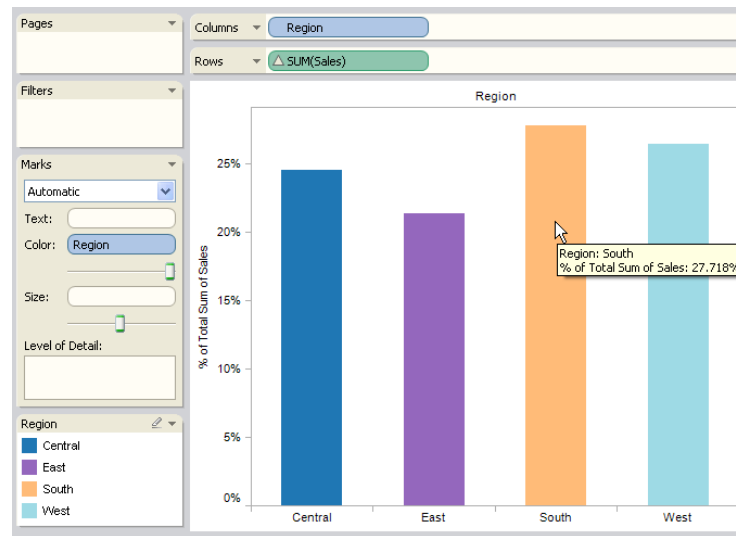 Pages
Columns
Region
Rows
SUM(Sales)
Filters
Marks
Automatic
Text:
Color:
Region
Size:
Level of Detail:
Region
Central
East
South
West
Region
25%
20%
15%
10%
5%
0%
% of Total Sum of Sales
Region: South
% of Total Sum of Sales: 27.718%
Central
East
South
West